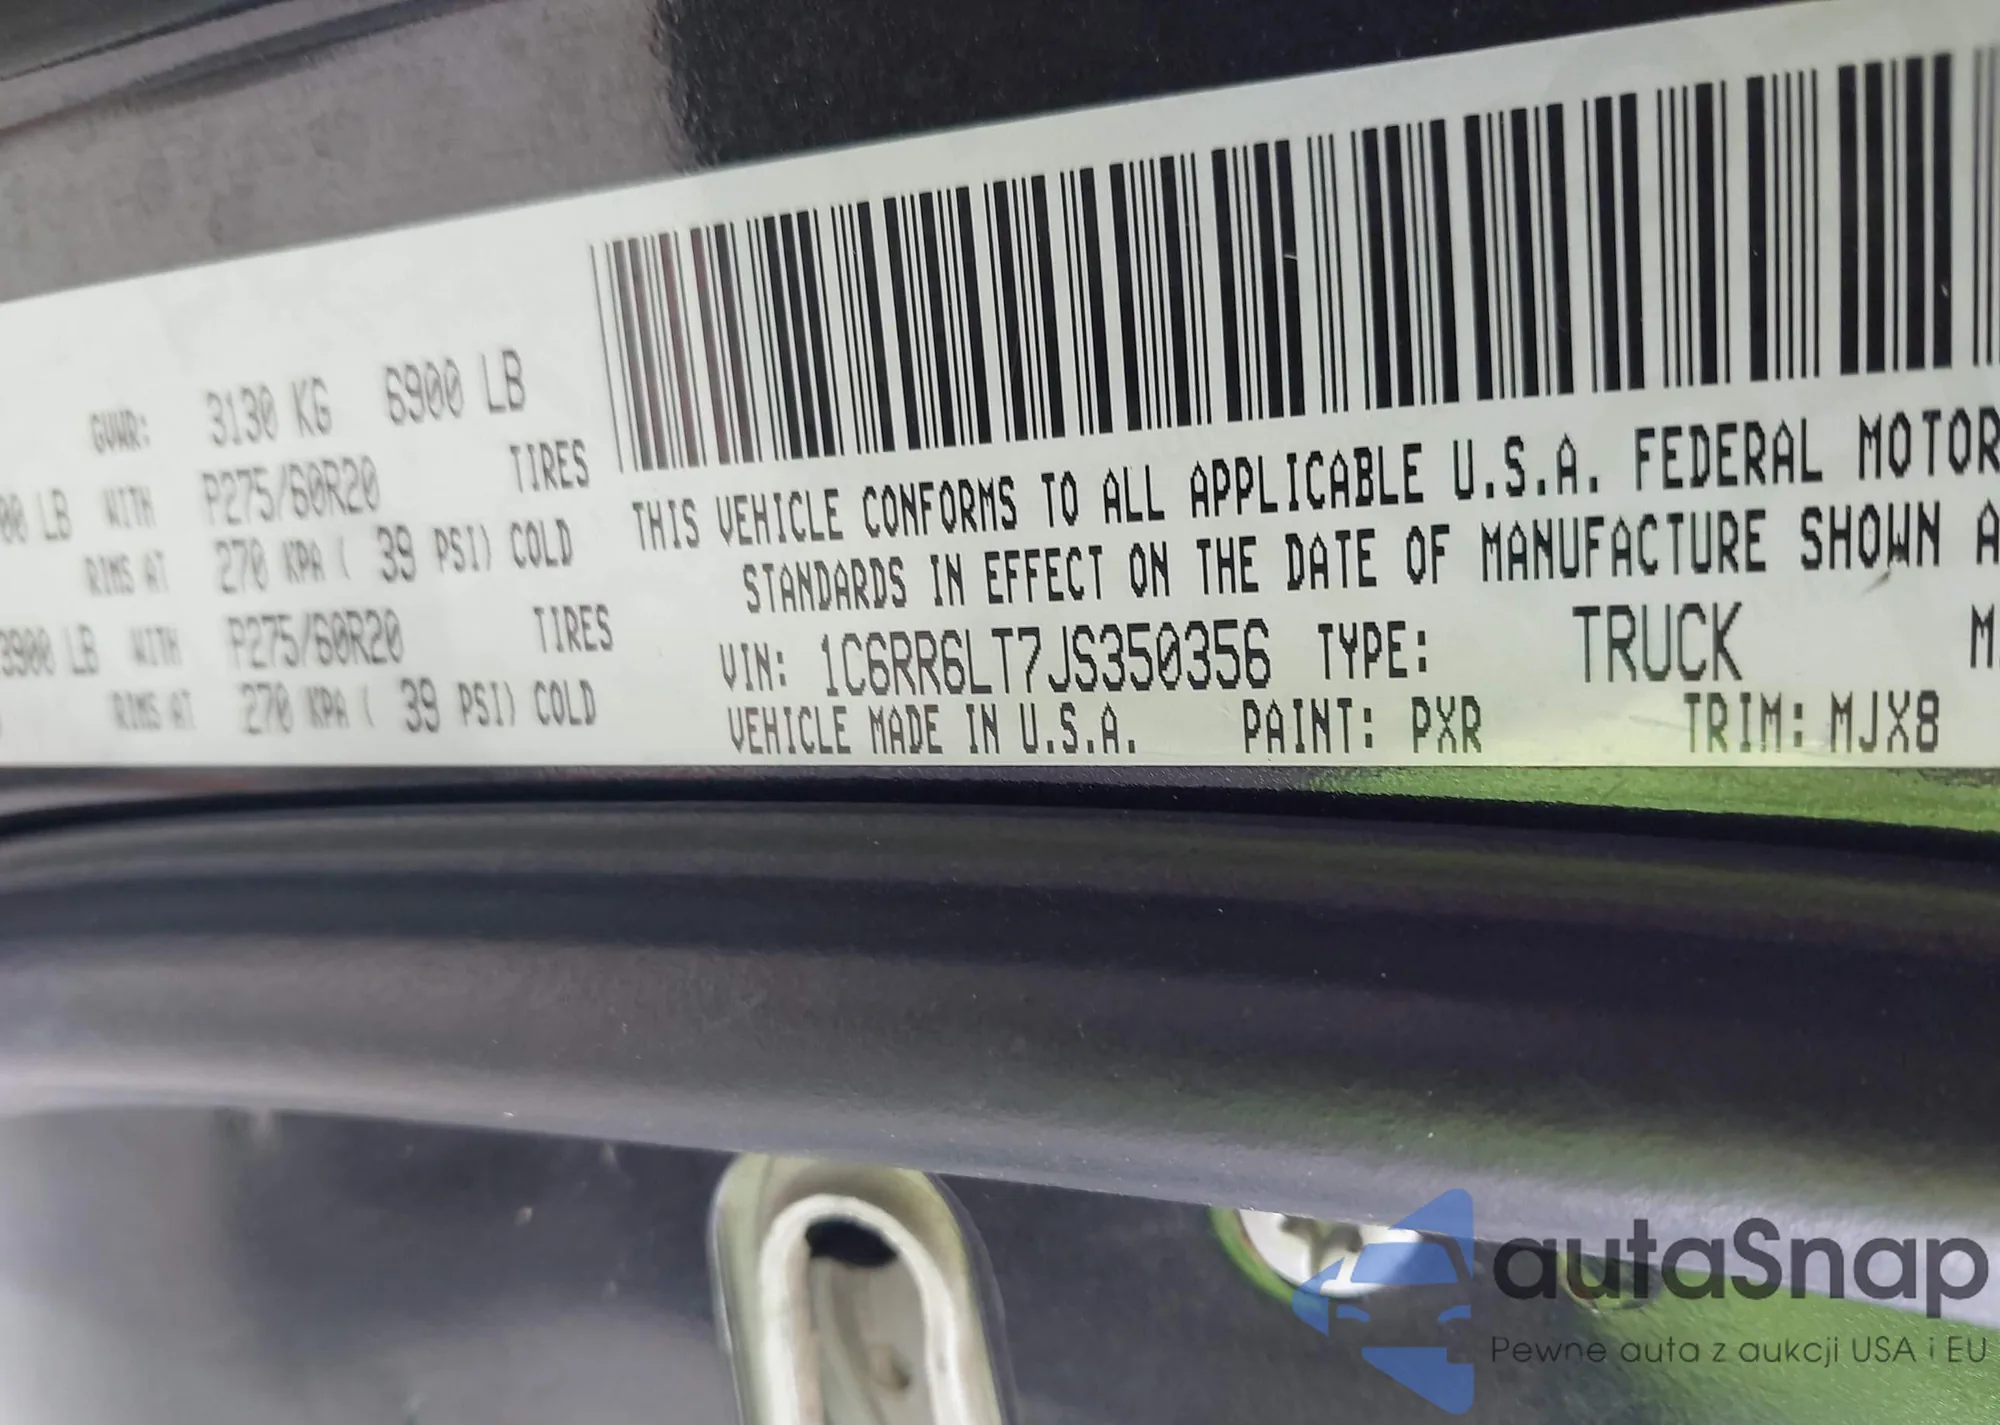 GVWR: 3130 KG 6900 LB
00 LB WITH P275/60R20 TIRES
RIMS AT 270 KPA ( 39 PSI) COLD
3900 LB WITH P275/60R20 TIRES
RIMS AT 270 KPA ( 39 PSI) COLD
THIS VEHICLE CONFORMS TO ALL APPLICABLE U.S.A. FEDERAL MOTOR
STANDARDS IN EFFECT ON THE DATE OF MANUFACTURE SHOWN A
VIN: 1C6RR6LT7JS350356 TYPE: TRUCK M
VEHICLE MADE IN U.S.A. PAINT: PXR TRIM: MJX8
autaSnap
Pewne auta z aukcji USA i EU